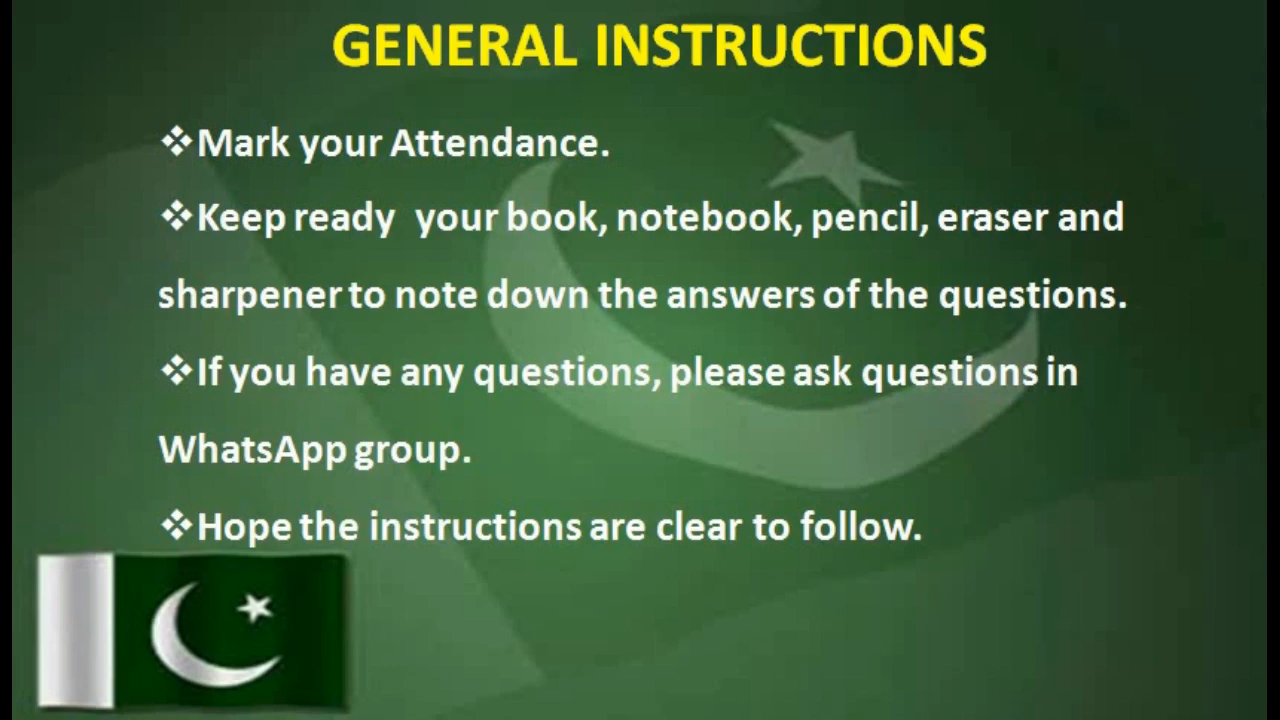 GENERAL INSTRUCTIONS
❖Mark your Attendance.
❖Keep ready  your book, notebook, pencil, eraser and
sharpener to note down the answers of the questions.
❖If you have any questions, please ask questions in
WhatsApp group.
❖Hope the instructions are clear to follow.